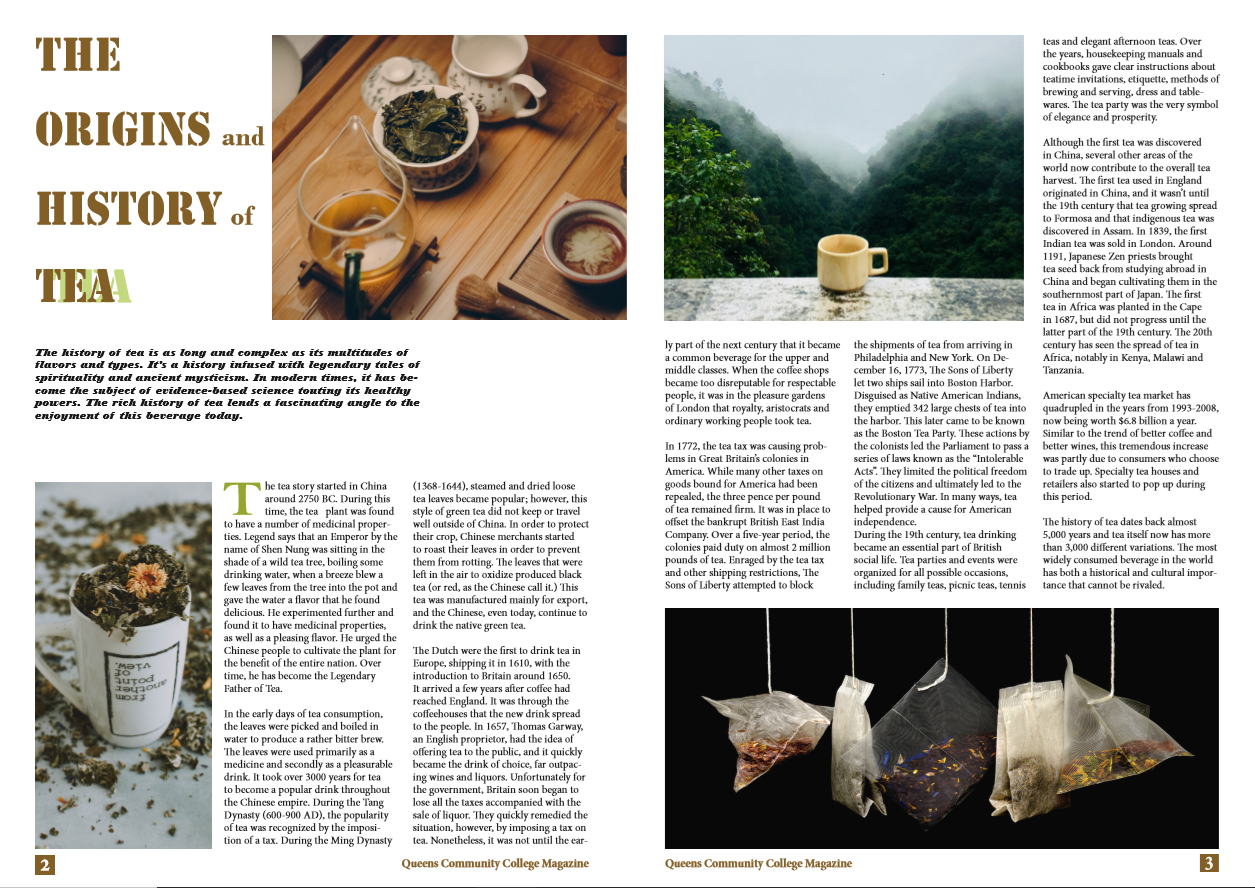 THE
ORIGINS and
HISTORY of
TEA
The history of tea is as long and complex as its multitudes of
flavors and types. It's a history infused with legendary tales of
spirituality and ancient mysticism. In modern times, it has be-
come the subject of evidence-based science touting its healthy
powers. The rich history of tea lends a fascinating angle to the
enjoyment of this beverage today.
from
another
point
of
view.
The tea story started in China
around 2750 BC. During this
time, the tea plant was found
to have a number of medicinal proper-
ties. Legend says that an Emperor by the
name of Shen Nung was sitting in the
shade of a wild tea tree, boiling some
drinking water, when a breeze blew a
few leaves from the tree into the pot and
gave the water a flavor that he found
delicious. He experimented further and
found it to have medicinal properties,
as well as a pleasing flavor. He urged the
Chinese people to cultivate the plant for
the benefit of the entire nation. Over
time, he has become the Legendary
Father of Tea.
In the early days of tea consumption,
the leaves were picked and boiled in
water to produce a rather bitter brew.
The leaves were used primarily as a
medicine and secondly as a pleasurable
drink. It took over 3000 years for tea
to become a popular drink throughout
the Chinese empire. During the Tang
Dynasty (600-900 AD), the popularity
of tea was recognized by the imposi-
tion of a tax. During the Ming Dynasty
(1368-1644), steamed and dried loose
tea leaves became popular; however, this
style of green tea did not keep or travel
well outside of China. In order to protect
their crop, Chinese merchants started
to roast their leaves in order to prevent
them from rotting. The leaves that were
left in the air to oxidize produced black
tea (or red, as the Chinese call it.) This
tea was manufactured mainly for export,
and the Chinese, even today, continue to
drink the native green tea.
The Dutch were the first to drink tea in
Europe, shipping it in 1610, with the
introduction to Britain around 1650.
It arrived a few years after coffee had
reached England. It was through the
coffeehouses that the new drink spread
to the people. In 1657, Thomas Garway,
an English proprietor, had the idea of
offering tea to the public, and it quickly
became the drink of choice, far outpac-
ing wines and liquors. Unfortunately for
the government, Britain soon began to
lose all the taxes accompanied with the
sale of liquor. They quickly remedied the
situation, however, by imposing a tax on
tea. Nonetheless, it was not until the ear-
2
Queens Community College Magazine
ly part of the next century that it became
a common beverage for the upper and
middle classes. When the coffee shops
became too disreputable for respectable
people, it was in the pleasure gardens
of London that royalty, aristocrats and
ordinary working people took tea.
In 1772, the tea tax was causing prob-
lems in Great Britain's colonies in
America. While many other taxes on
goods bound for America had been
repealed, the three pence per pound
of tea remained firm. It was in place to
offset the bankrupt British East India
Company. Over a five-year period, the
colonies paid duty on almost 2 million
pounds of tea. Enraged by the tea tax
and other shipping restrictions, The
Sons of Liberty attempted to block
the shipments of tea from arriving in
Philadelphia and New York. On De-
cember 16, 1773, The Sons of Liberty
let two ships sail into Boston Harbor.
Disguised as Native American Indians,
they emptied 342 large chests of tea into
the harbor. This later came to be known
as the Boston Tea Party. These actions by
the colonists led the Parliament to pass a
series of laws known as the "Intolerable
Acts". They limited the political freedom
of the citizens and ultimately led to the
Revolutionary War. In many ways, tea
helped provide a cause for American
independence.
During the 19th century, tea drinking
became an essential part of British
social life. Tea parties and events were
organized for all possible occasions,
including family teas, picnic teas, tennis
teas and elegant afternoon teas. Over
the years, housekeeping manuals and
cookbooks gave clear instructions about
teatime invitations, etiquette, methods of
brewing and serving, dress and table-
wares. The tea party was the very symbol
of elegance and prosperity.
Although the first tea was discovered
in China, several other areas of the
world now contribute to the overall tea
harvest. The first tea used in England
originated in China, and it wasn't until
the 19th century that tea growing spread
to Formosa and that indigenous tea was
discovered in Assam. In 1839, the first
Indian tea was sold in London. Around
1191, Japanese Zen priests brought
tea seed back from studying abroad in
China and began cultivating them in the
southernmost part of Japan. The first
tea in Africa was planted in the Cape
in 1687, but did not progress until the
latter part of the 19th century. The 20th
century has seen the spread of tea in
Africa, notably in Kenya, Malawi and
Tanzania.
American specialty tea market has
quadrupled in the years from 1993-2008,
now being worth $6.8 billion a year.
Similar to the trend of better coffee and
better wines, this tremendous increase
was partly due to consumers who choose
to trade up. Specialty tea houses and
retailers also started to pop up during
this period.
The history of tea dates back almost
5,000 years and tea itself now has more
than 3,000 different variations. The most
widely consumed beverage in the world
has both a historical and cultural impor-
tance that cannot be rivaled.
Queens Community College Magazine
3